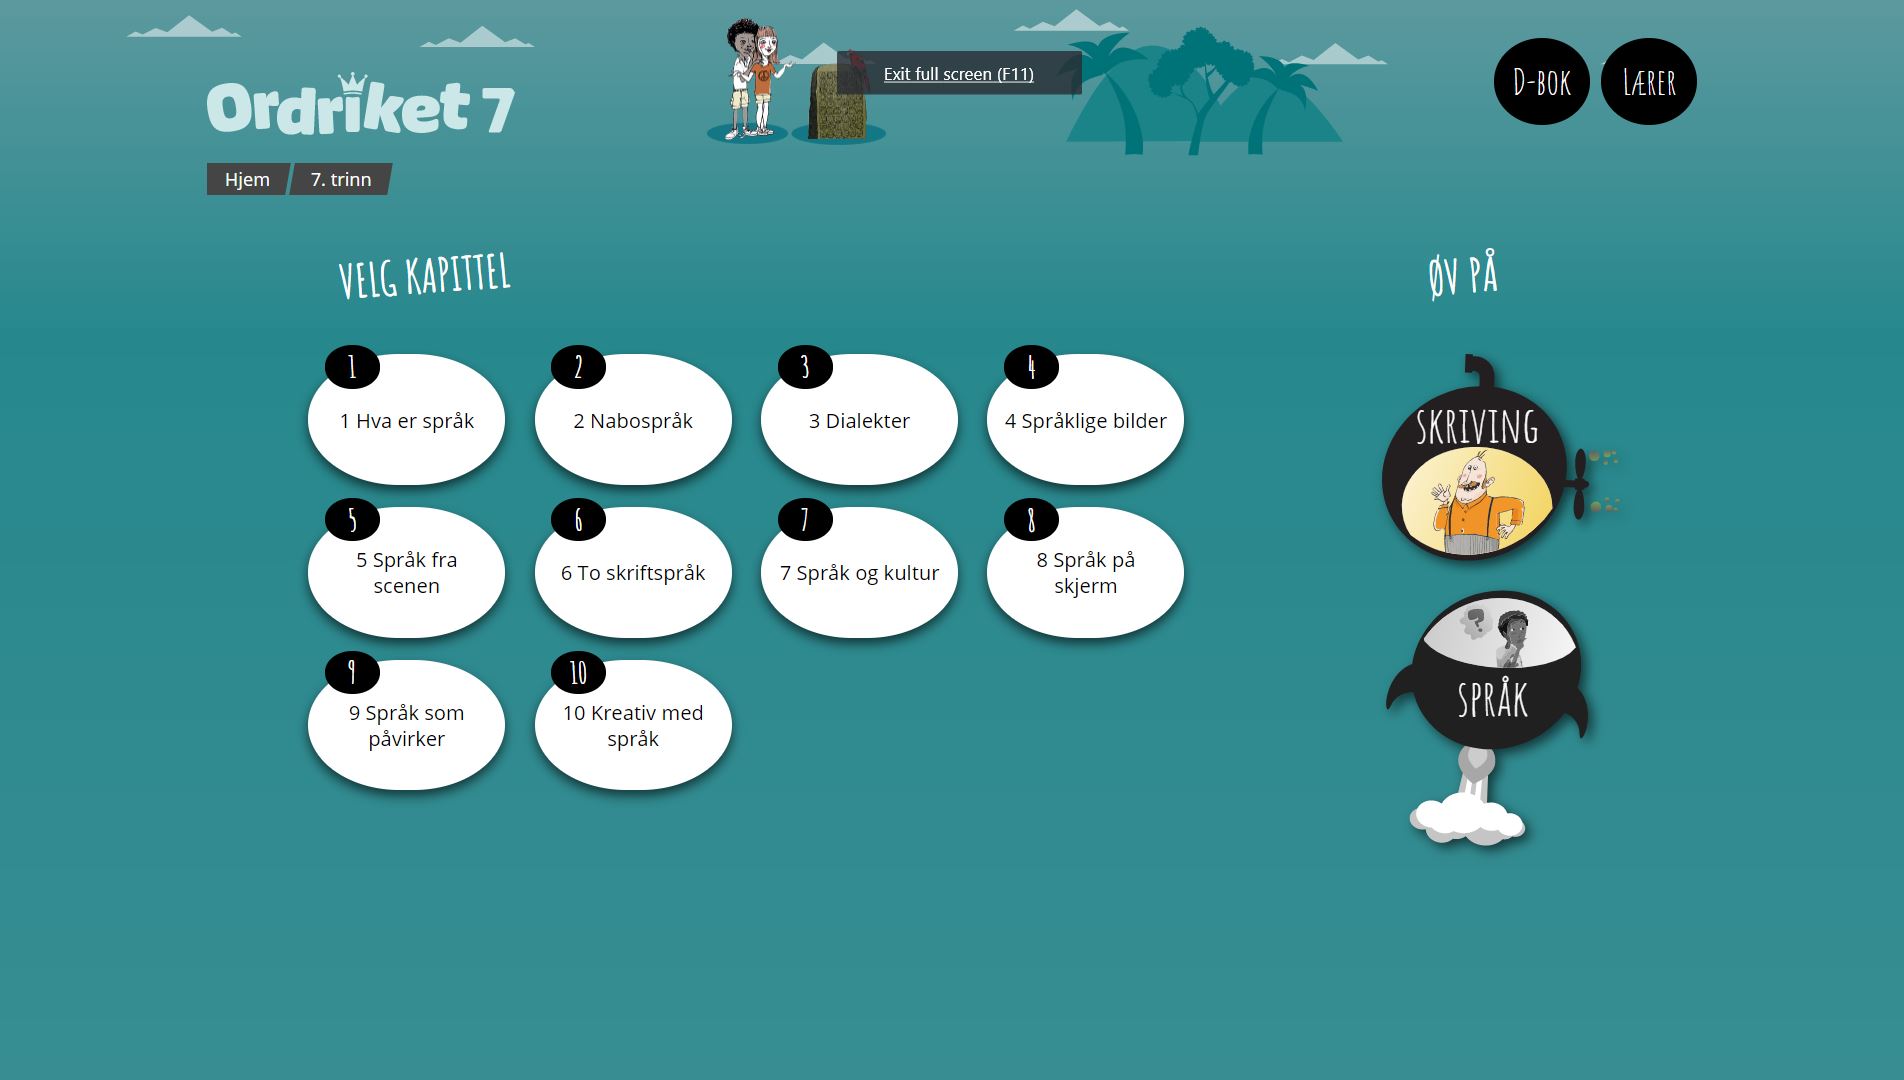 Exit full screen (F11)
Ordriket 7
D-BOK
LÆRER
Hjem
7. trinn
VELG KAPITTEL
ØV PÅ
1
1 Hva er språk
2
2 Nabospråk
3
3 Dialekter
4
4 Språklige bilder
5
5 Språk fra
scenen
6
6 To skriftspråk
7
7 Språk og kultur
8
8 Språk på
skjerm
9
9 Språk som
påvirker
10
10 Kreativ med
språk
SKRIVING
?
SPRÅK